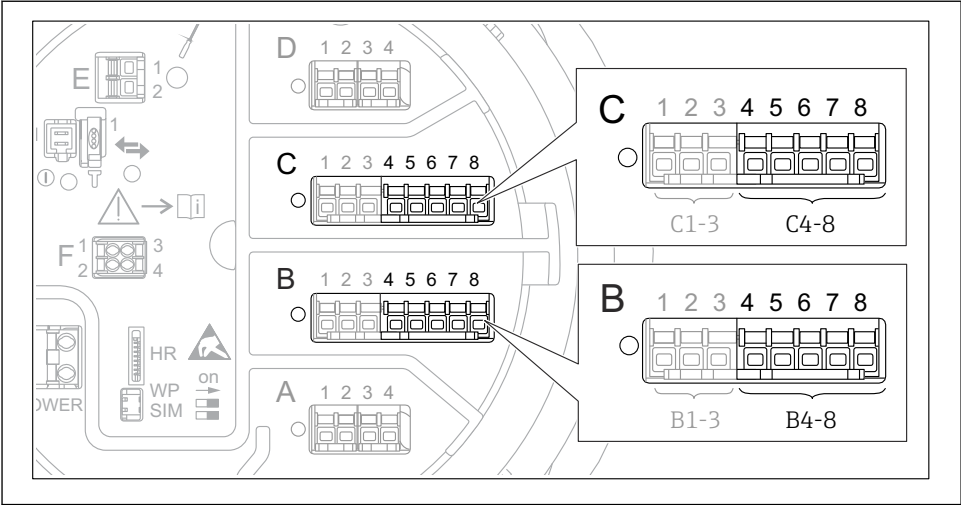 D 1 2 3 4
E 1
2
1
C 1 2 3 4 5 6 7 8
C 1 2 3 4 5 6 7 8
C1-3 C4-8
i
F 1 3
2 4
B 1 2 3 4 5 6 7 8
B 1 2 3 4 5 6 7 8
B1-3 B4-8
HR
WP on
SIM
OWER
A 1 2 3 4